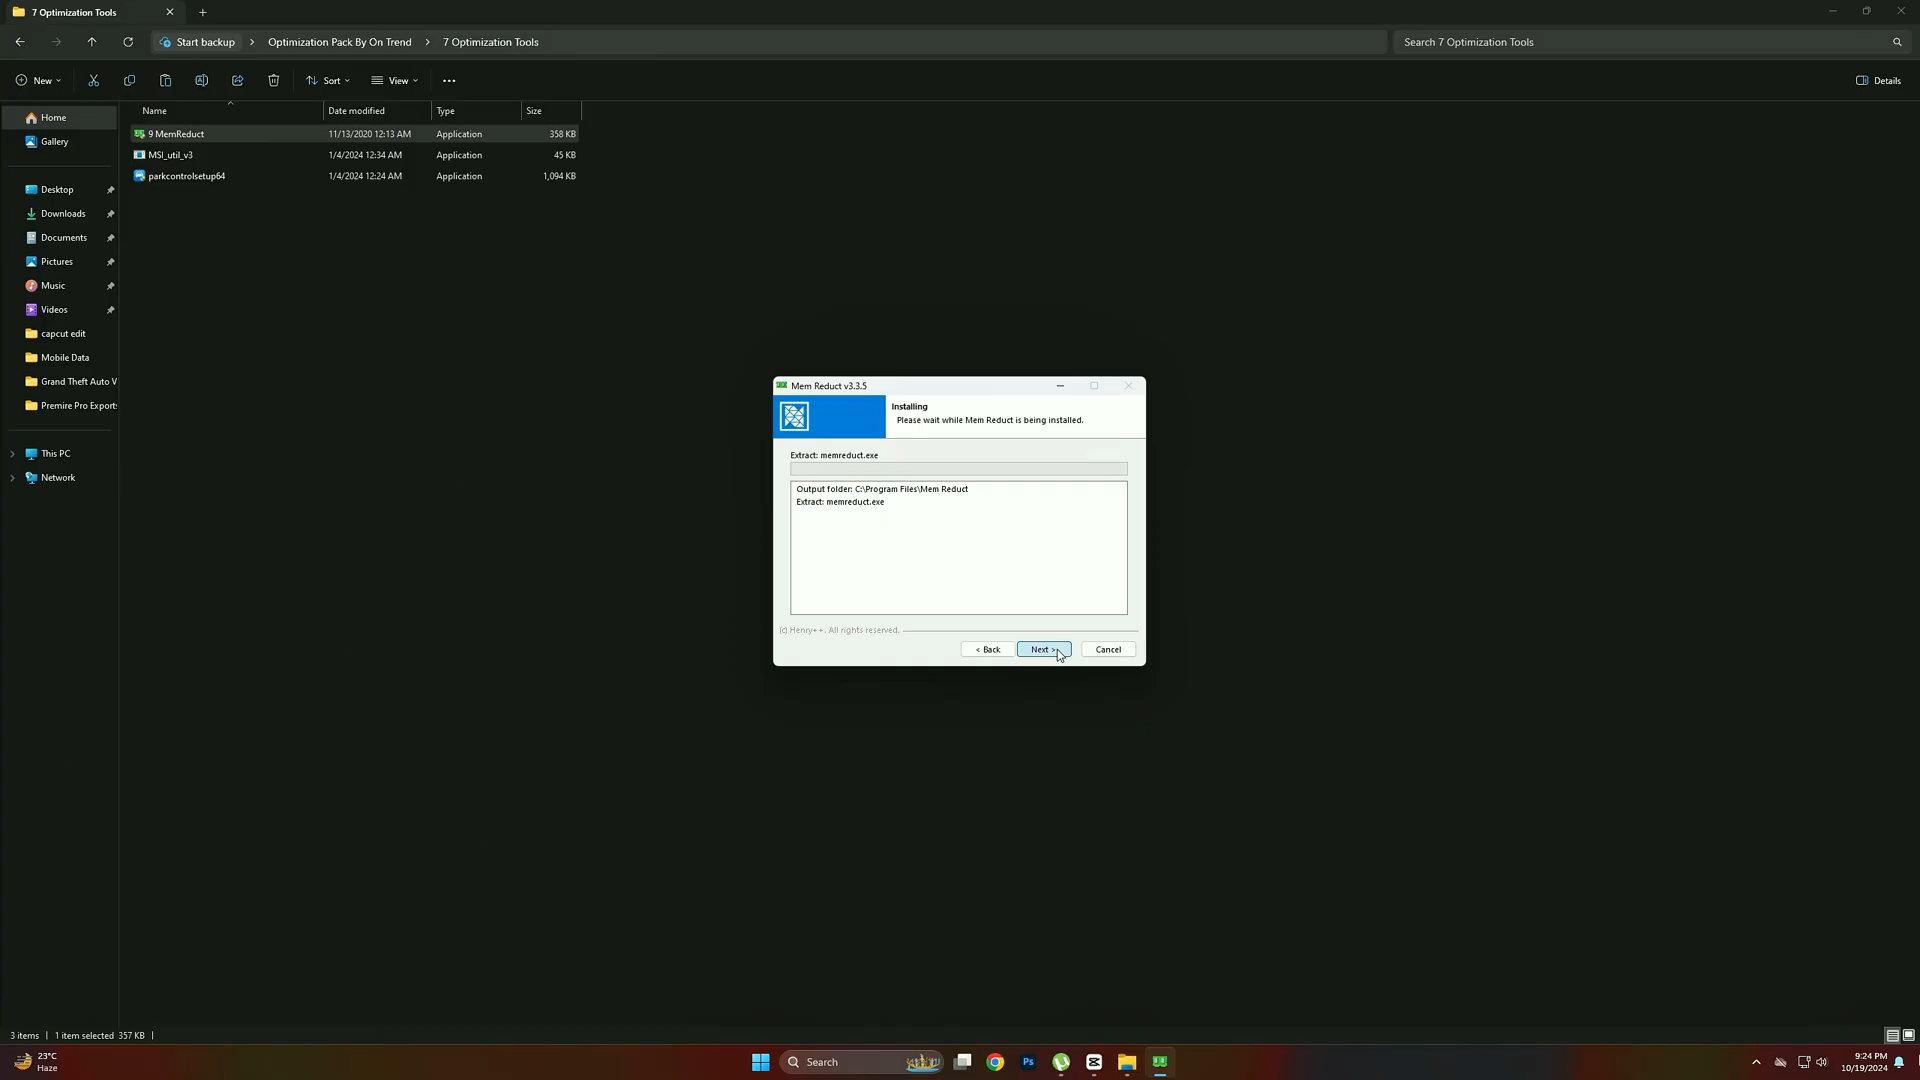 7 Optimization Tools
Start backup > Optimization Pack By On Trend > 7 Optimization Tools
Search 7 Optimization Tools
New
Sort
View
Details
Name
Date modified
Type
Size
Home
Gallery
9 MemReduct 11/13/2020 12:13 AM Application 358 KB
MSI_util_v3 1/4/2024 12:34 AM Application 45 KB
parkcontrolsetup64 1/4/2024 12:24 AM Application 1,094 KB
Desktop
Downloads
Documents
Pictures
Music
Videos
capcut edit
Mobile Data
Grand Theft Auto V
Premire Pro Exports
This PC
Network
Mem Reduct v3.3.5
Installing
Please wait while Mem Reduct is being installed.
Extract: memreduct.exe
Output folder: C:\Program Files\Mem Reduct
Extract: memreduct.exe
(c) Henry++. All rights reserved.
< Back
Next >
Cancel
3 items
1 item selected 357 KB
23°C
Haze
Search
Ps
9:24 PM
10/19/2024